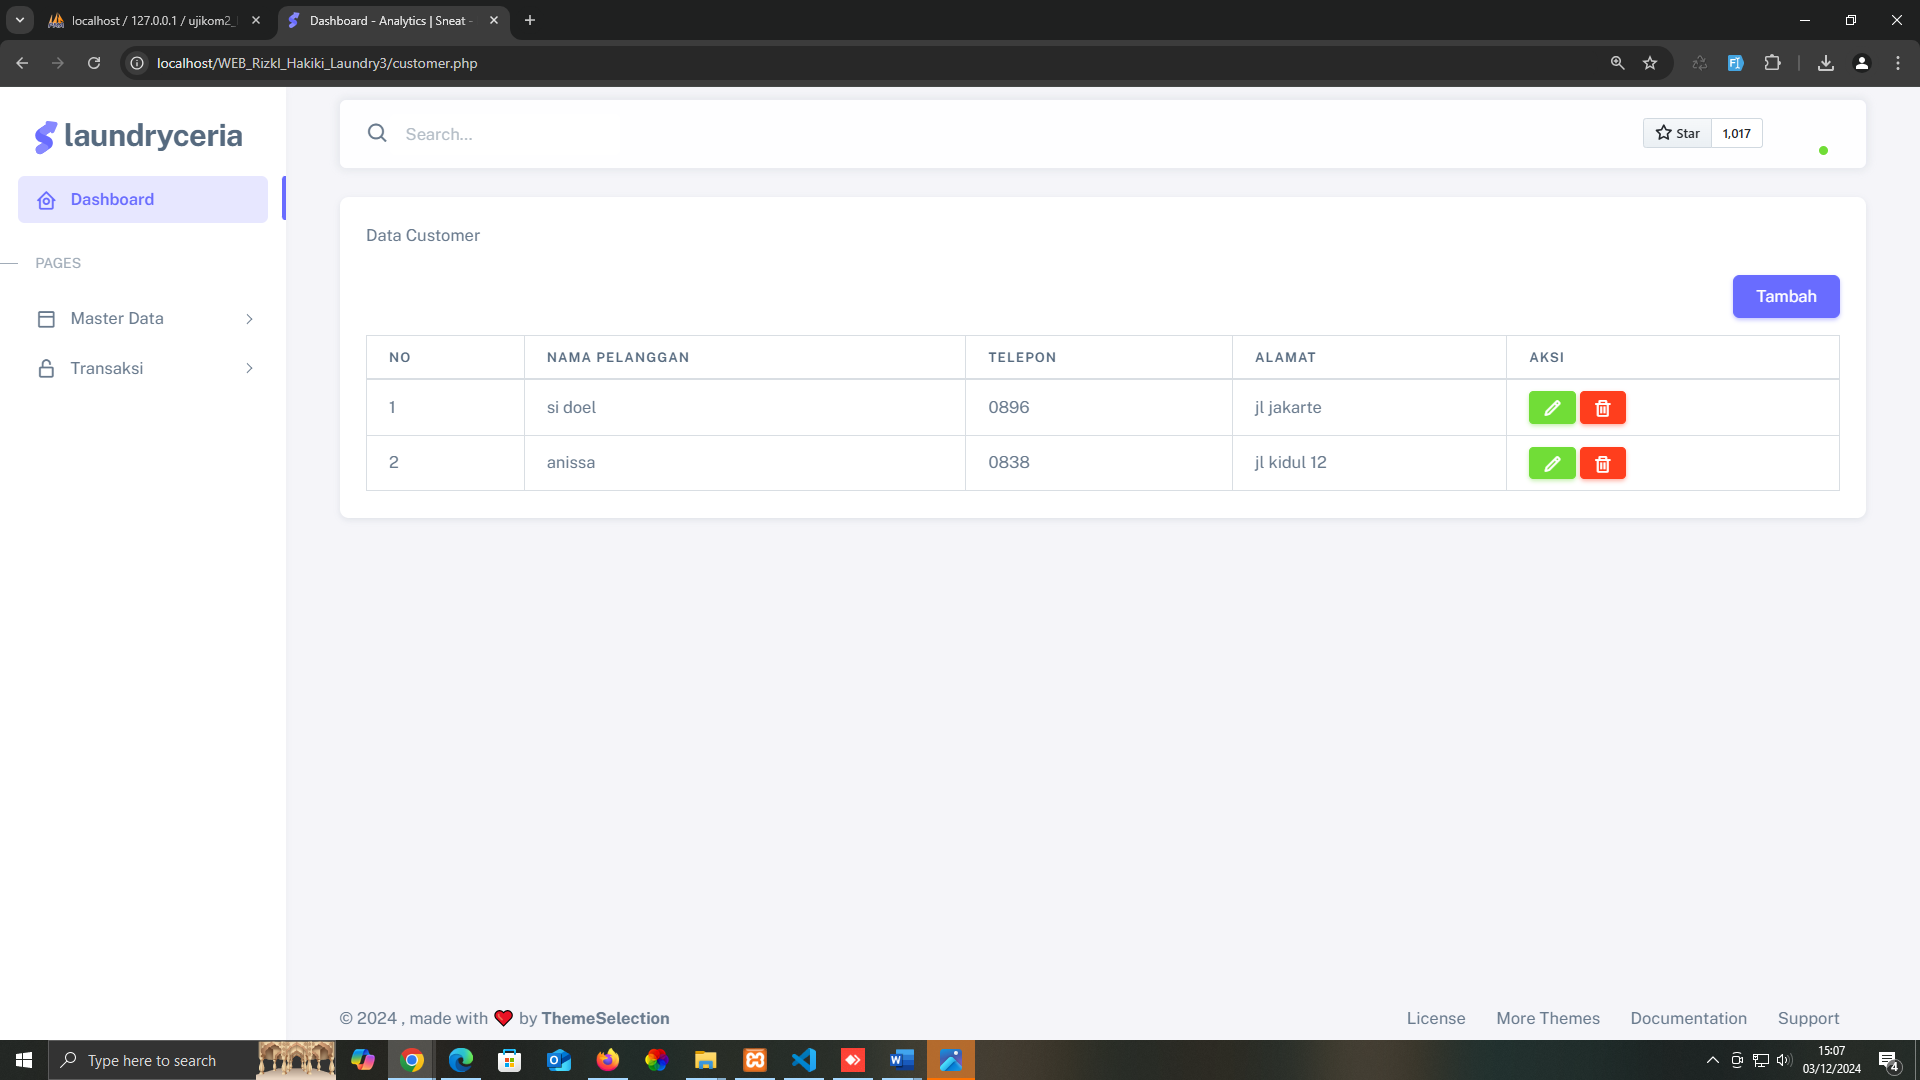 localhost / 127.0.0.1 / ujikom2_
Dashboard - Analytics | Sneat -
localhost/WEB_RizkI_Hakiki_Laundry3/customer.php
laundryceria
Search...
Star 1,017
Dashboard
PAGES
Master Data
Transaksi
Data Customer
Tambah
NO NAMA PELANGGAN TELEPON ALAMAT AKSI
1 si doel 0896 jl jakarte
2 anissa 0838 jl kidul 12
© 2024 , made with ❤️ by ThemeSelection
License More Themes Documentation Support
Type here to search
15:07
03/12/2024
4